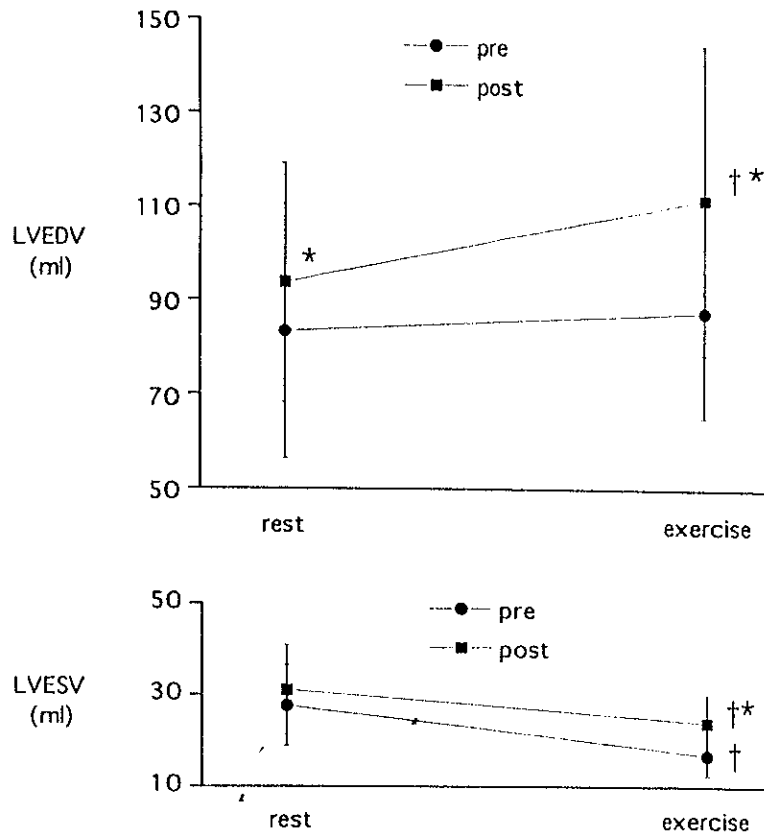 150
pre
post
130
† *
110
LVEDV
(ml)
*
90
70
50
rest exercise
50
pre
post
LVESV
(ml)
30
†*
†
10
rest exercise